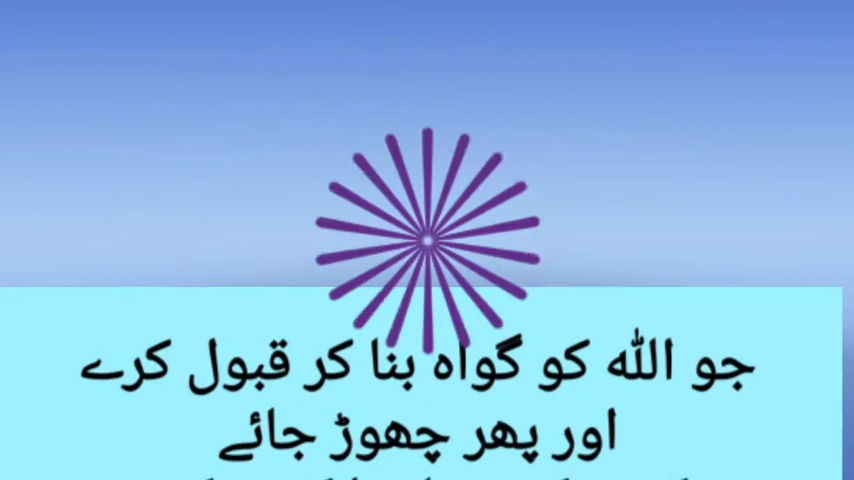 جو اللہ کو گواہ بنا کر قبول کرے
اور پھر چھوڑ جائے